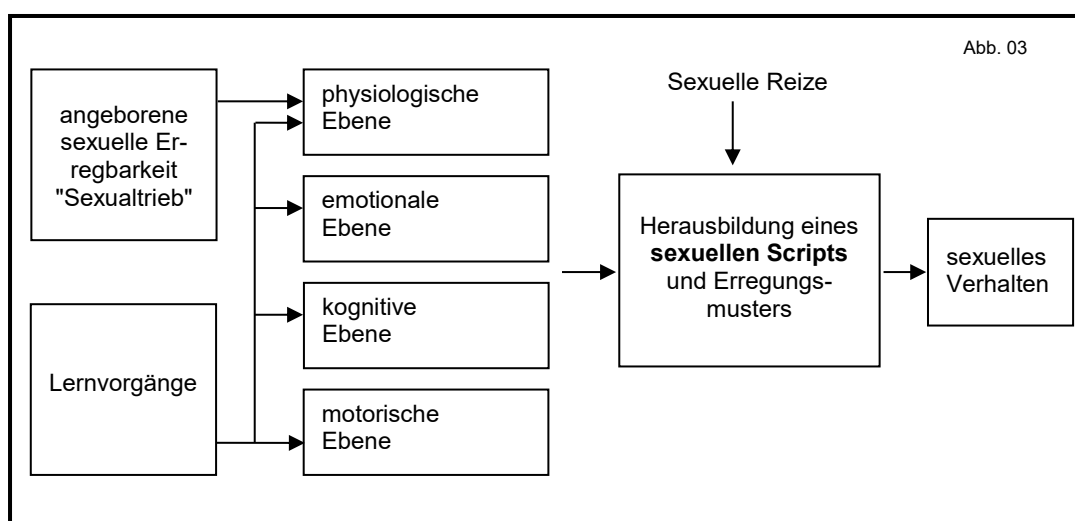 Abb. 03
angeborene
sexuelle Er-
regbarkeit
"Sexualtrieb"
Lernvorgänge
physiologische
Ebene
emotionale
Ebene
kognitive
Ebene
motorische
Ebene
Sexuelle Reize
Herausbildung eines
sexuellen Scripts
und Erregungs-
musters
sexuelles
Verhalten